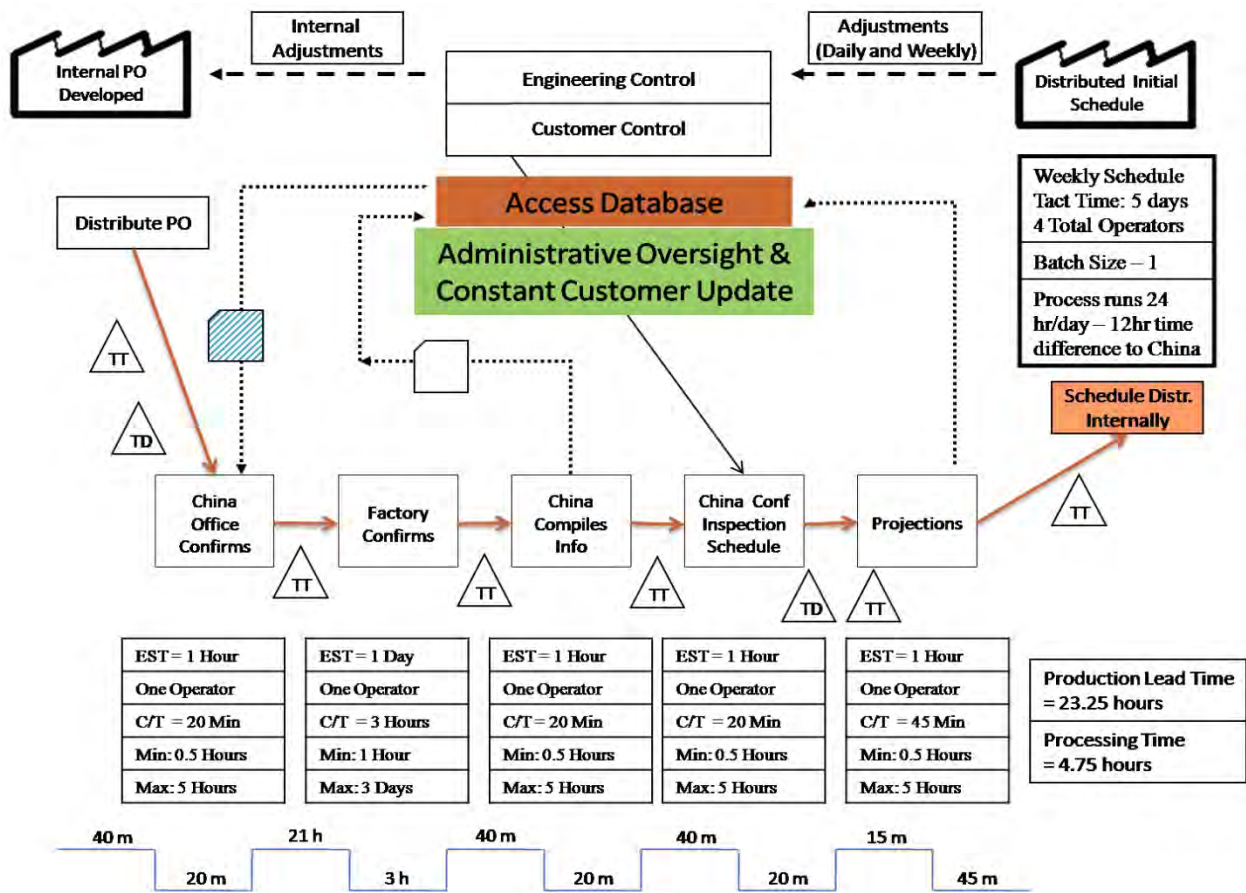 Internal
Adjustments
Adjustments
(Daily and Weekly)
Internal PO
Developed
Engineering Control
Customer Control
Distributed Initial
Schedule
Distribute PO
Access Database
Administrative Oversight &
Constant Customer Update
Weekly Schedule
Tact Time: 5 days
4 Total Operators
Batch Size – 1
Process runs 24
hr/day – 12hr time
difference to China
TT
TD
Schedule Distr.
Internally
China
Office
Confirms
Factory
Confirms
China
Compiles
Info
China Conf
Inspection
Schedule
Projections
TT
TT
TT
TT
TD
TT
EST = 1 Hour
One Operator
C/T = 20 Min
Min: 0.5 Hours
Max: 5 Hours
EST = 1 Day
One Operator
C/T = 3 Hours
Min: 1 Hour
Max: 3 Days
EST = 1 Hour
One Operator
C/T = 20 Min
Min: 0.5 Hours
Max: 5 Hours
EST = 1 Hour
One Operator
C/T = 20 Min
Min: 0.5 Hours
Max: 5 Hours
EST = 1 Hour
One Operator
C/T = 45 Min
Min: 0.5 Hours
Max: 5 Hours
Production Lead Time
= 23.25 hours
Processing Time
= 4.75 hours
40 m
20 m
21 h
3 h
40 m
20 m
40 m
20 m
15 m
45 m